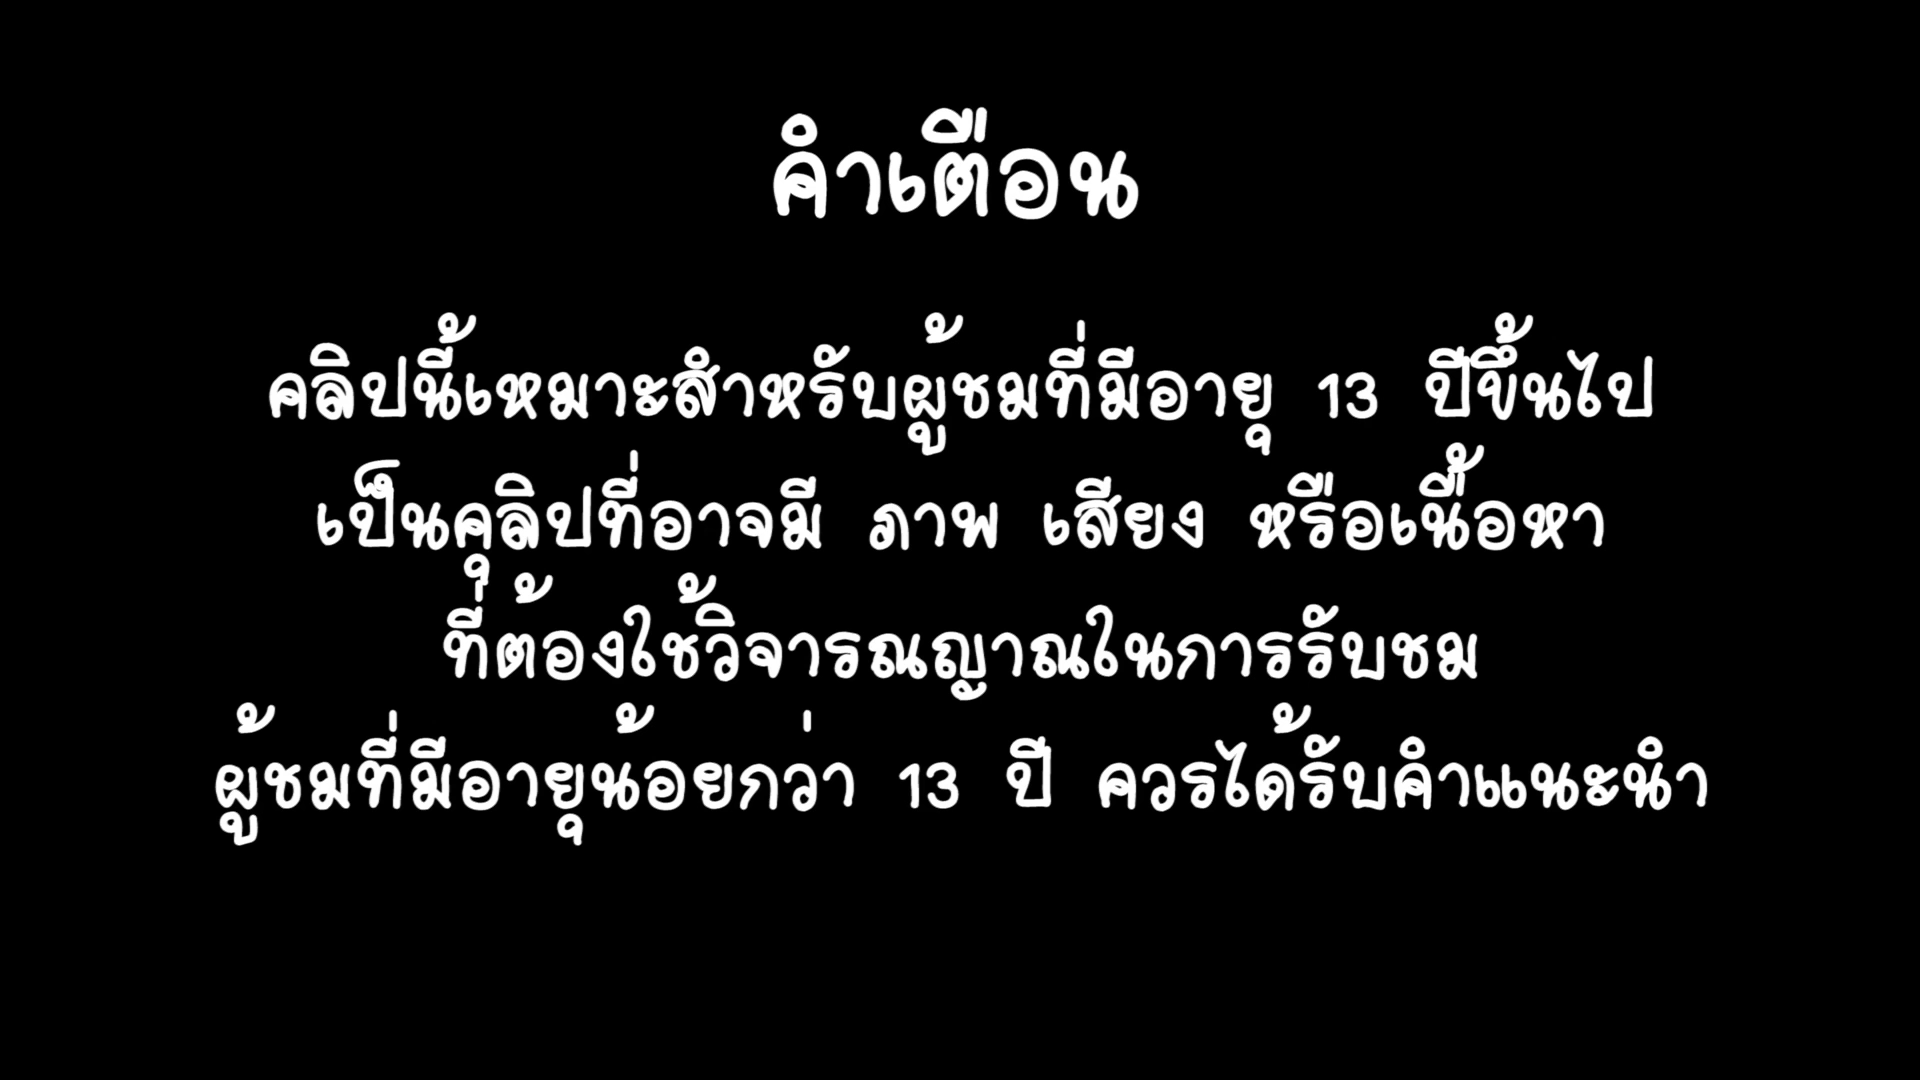 คำเตือน
คลิปนี้เหมาะสำหรับผู้ชมที่มีอายุ 13 ปีขึ้นไป
เป็นคุลิปที่อาจมี ภาพ เสียง หรือเนื้อหา
ที่ต้องใช้วิจารณญาณในการรับชม
ผู้ชมที่มีอายุน้อยกว่า 13 ปี ควรได้รับคำแนะนำ